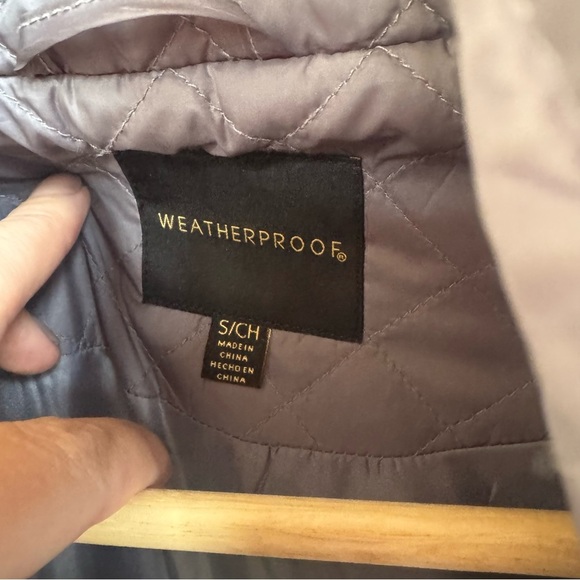 WEATHERPROOF®
S/CH
MADE IN
CHINA
HECHO EN
CHINA